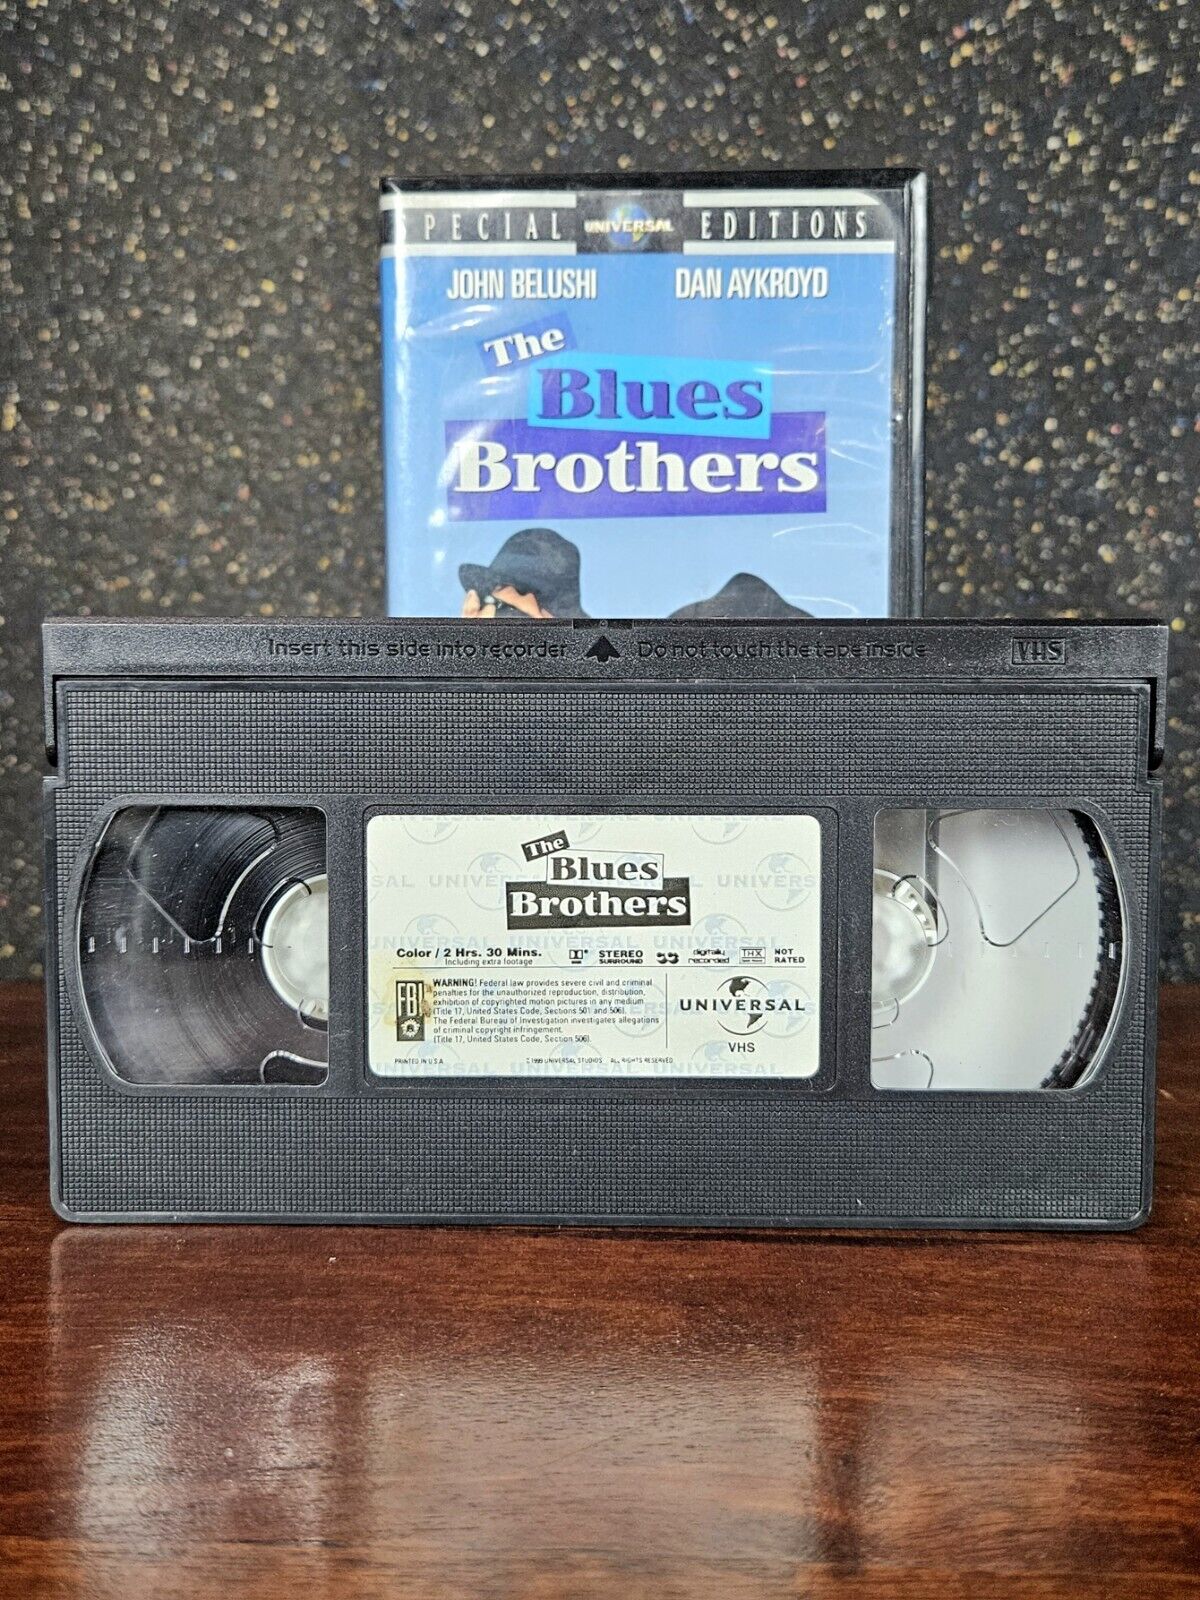 PECIAL UNIVERSAL EDITIONS
JOHN BELUSHI DAN AYKROYD
The
Blues
Brothers
Insert this side into recorder Do not touch the tape inside VHS
The
Blues
Brothers
Color / 2 Hrs. 30 Mins.
Including extra footage
STEREO
SURROUND
digitally
recorded
THX
NOT
RATED
FBI
WARNING! Federal law provides severe civil and criminal
penalties for the unauthorized reproduction, distribution,
exhibition of copyrighted motion pictures in any medium
(Title 17, United States Code, Sections 501 and 506).
The Federal Bureau of Investigation investigates allegations
of criminal copyright infringement.
(Title 17, United States Code, Section 506).
UNIVERSAL
VHS
PRINTED IN U.S.A. © 1999 UNIVERSAL STUDIOS ALL RIGHTS RESERVED